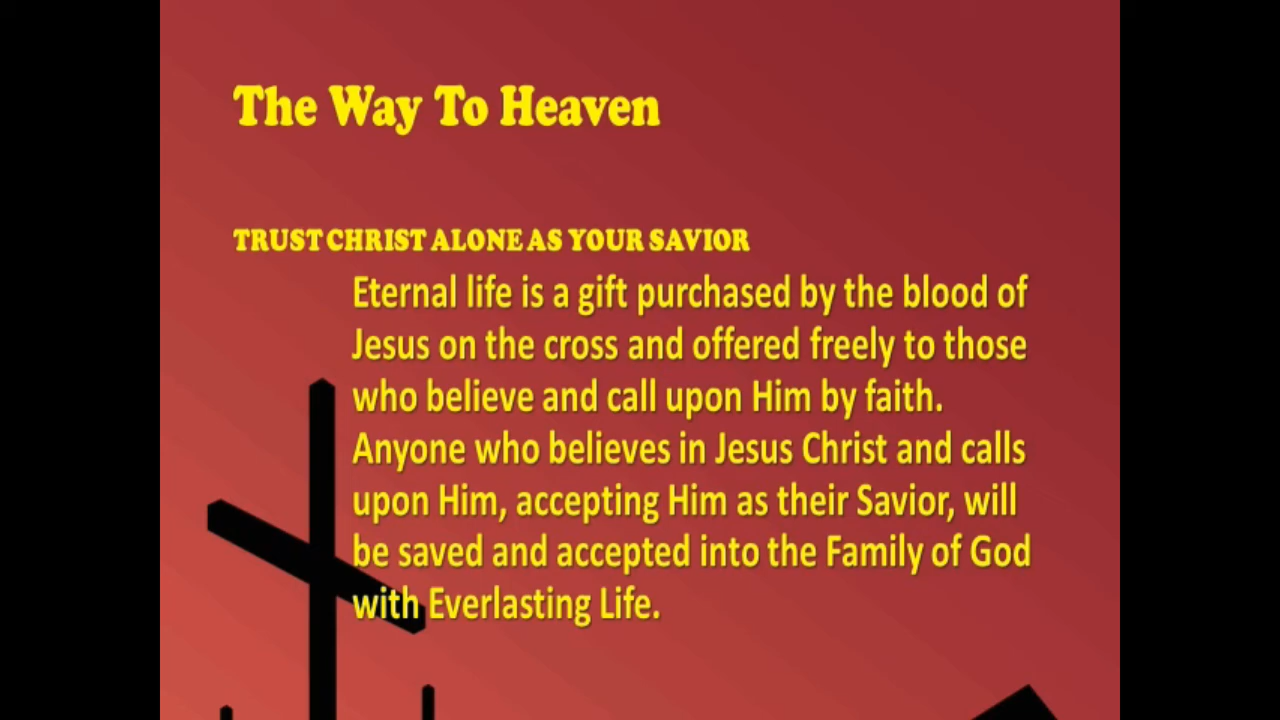 The Way To Heaven
TRUST CHRIST ALONE AS YOUR SAVIOR
Eternal life is a gift purchased by the blood of
Jesus on the cross and offered freely to those
who believe and call upon Him by faith.
Anyone who believes in Jesus Christ and calls
upon Him, accepting Him as their Savior, will
be saved and accepted into the Family of God
with Everlasting Life.